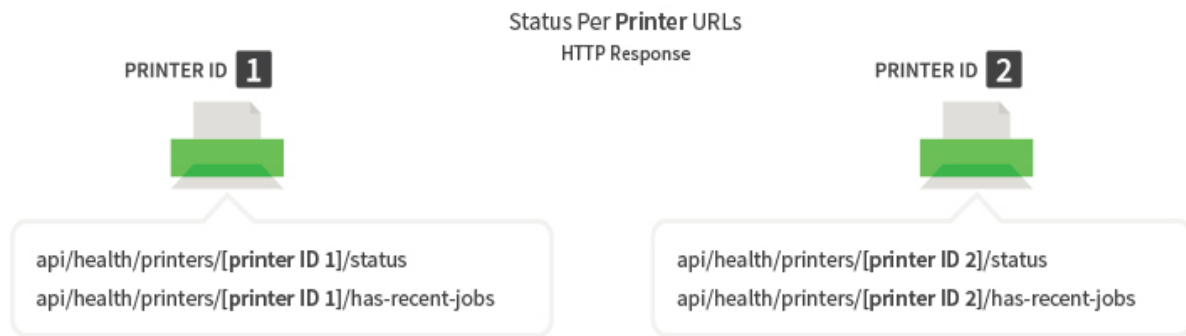 Status Per Printer URLs
HTTP Response
PRINTER ID 1
api/health/printers/[printer ID 1]/status
api/health/printers/[printer ID 1]/has-recent-jobs
PRINTER ID 2
api/health/printers/[printer ID 2]/status
api/health/printers/[printer ID 2]/has-recent-jobs